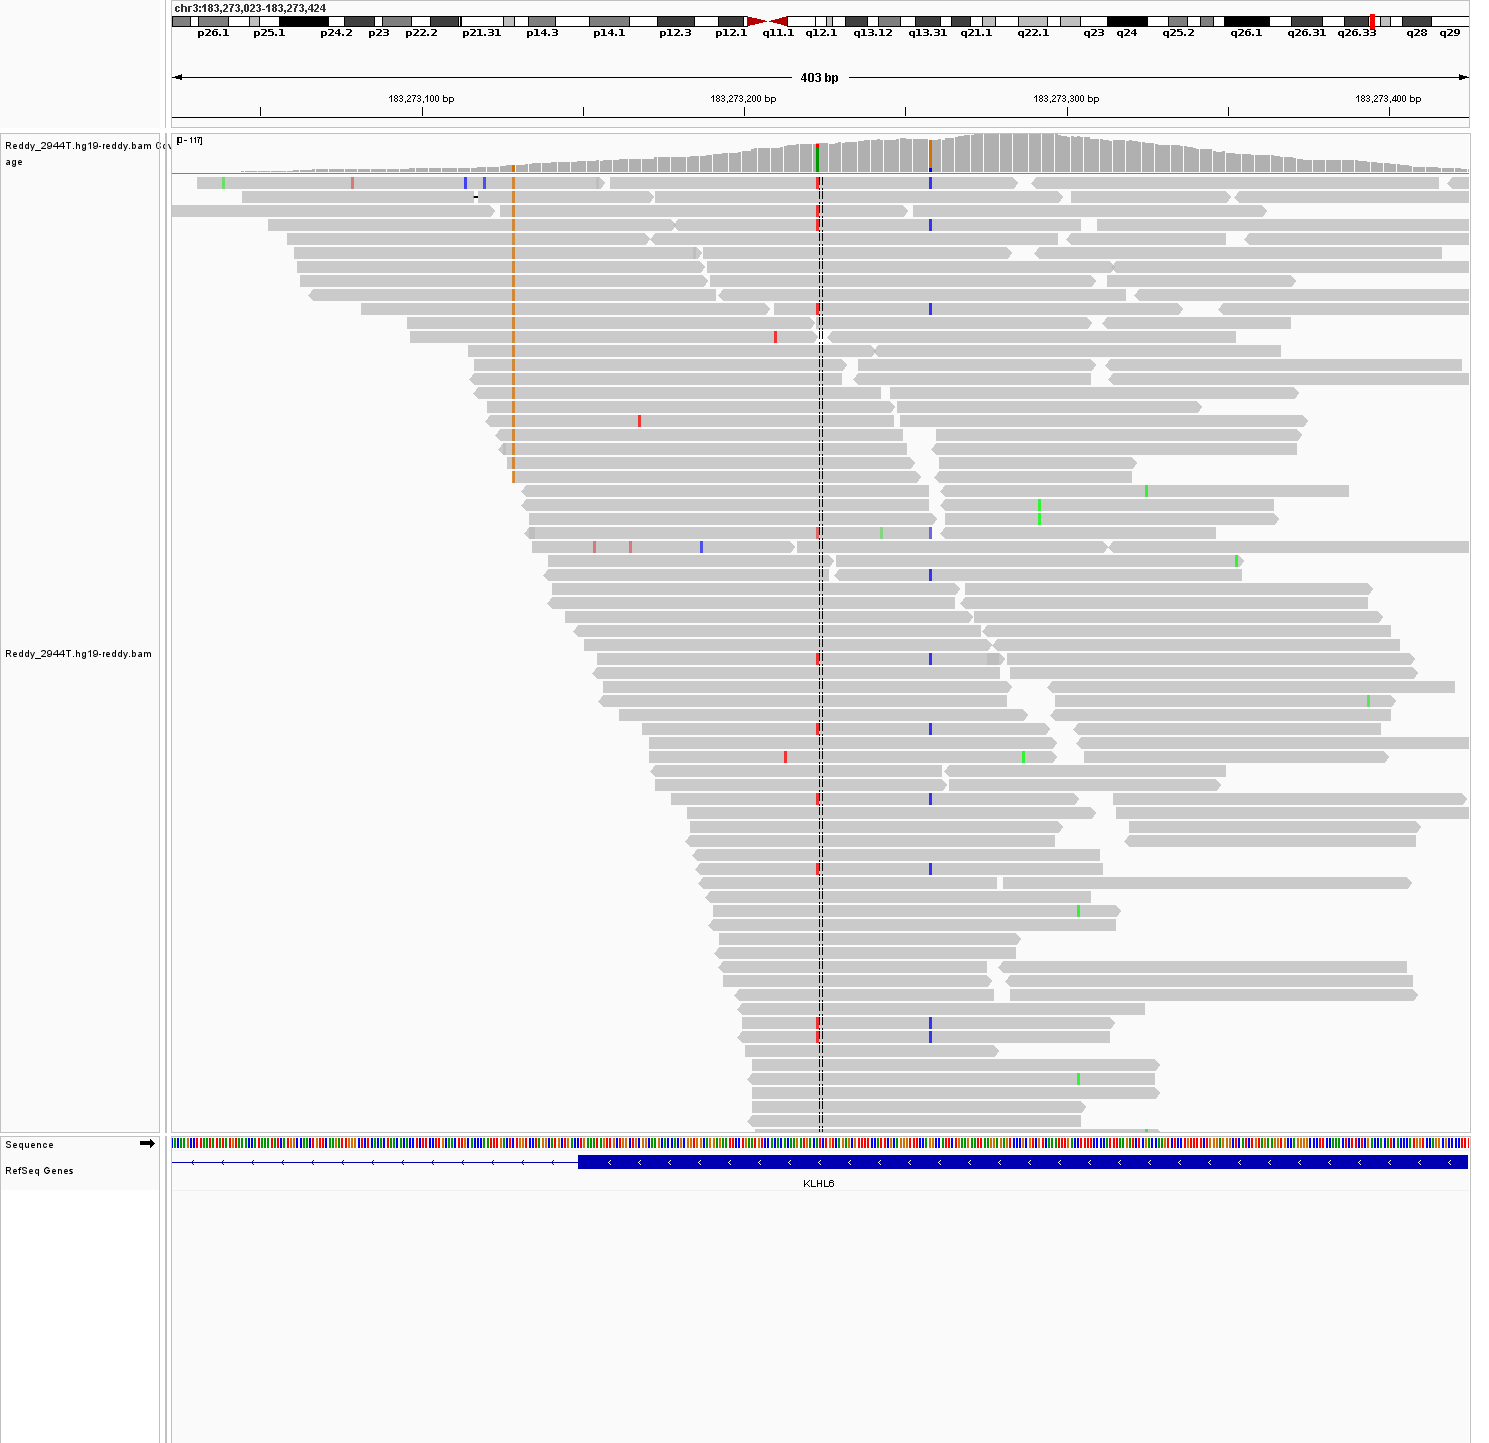 chr3:183,273,023-183,273,424
p26.1 p25.1 p24.2 p23 p22.2 p21.31 p14.3 p14.1 p12.3 p12.1 q11.1 q12.1 q13.12 q13.31 q21.1 q22.1 q23 q24 q25.2 q26.1 q26.31 q26.33 q28 q29
403 bp
183,273,100 bp 183,273,200 bp 183,273,300 bp 183,273,400 bp
Reddy_2944T.hg19-reddy.bam Cov
age
[0 - 117]
Reddy_2944T.hg19-reddy.bam
Sequence
RefSeq Genes
KLHL6